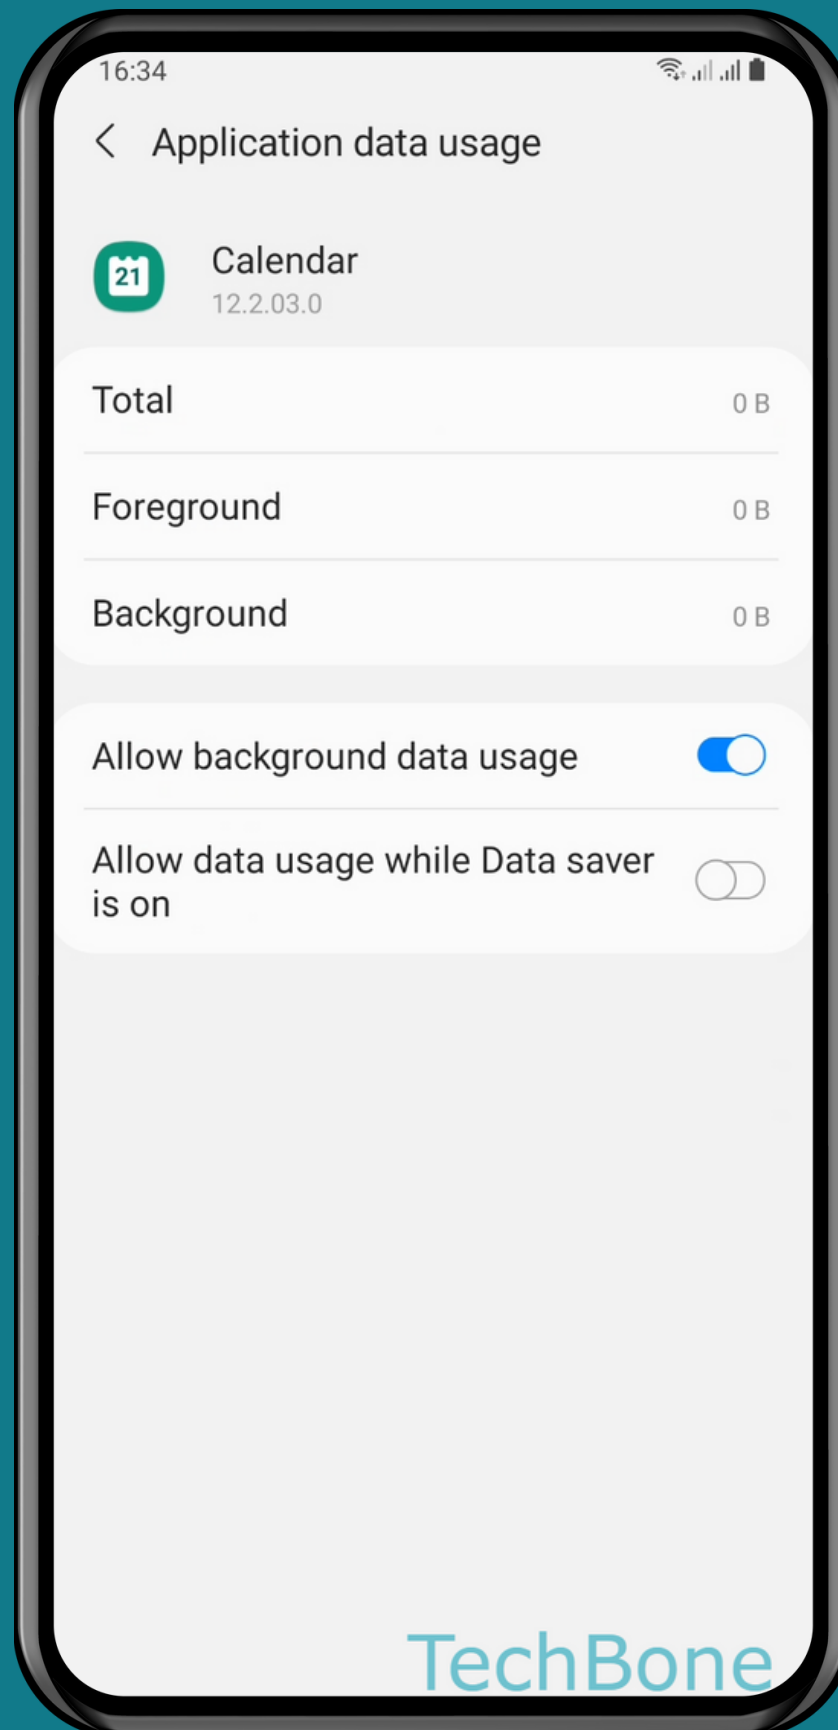 16:34
Application data usage
21
Calendar
12.2.03.0
Total
0 B
Foreground
0 B
Background
0 B
Allow background data usage
Allow data usage while Data saver
is on
TechBone